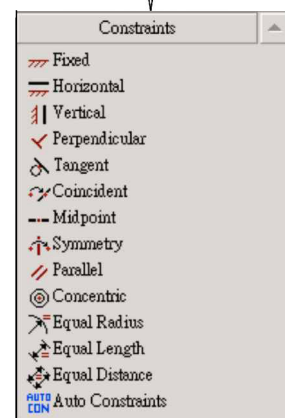 Constraints
Fixed
Horizontal
Vertical
Perpendicular
Tangent
Coincident
Midpoint
Symmetry
Parallel
Concentric
Equal Radius
Equal Length
Equal Distance
AUTO CON Auto Constraints